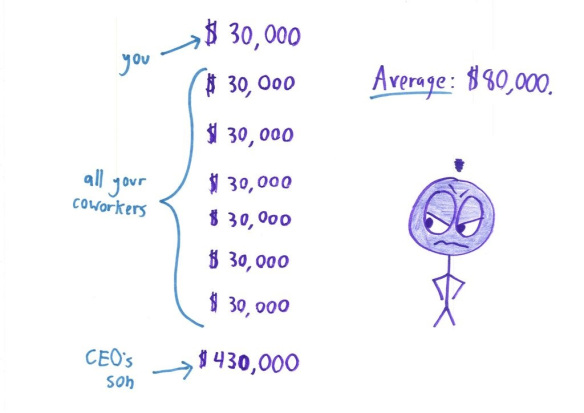 you
$ 30,000
$ 30,000
$ 30,000
$ 30,000
$ 30,000
$ 30,000
$ 30,000
all your
coworkers
CEO's
son
$ 430,000
Average: $80,000.